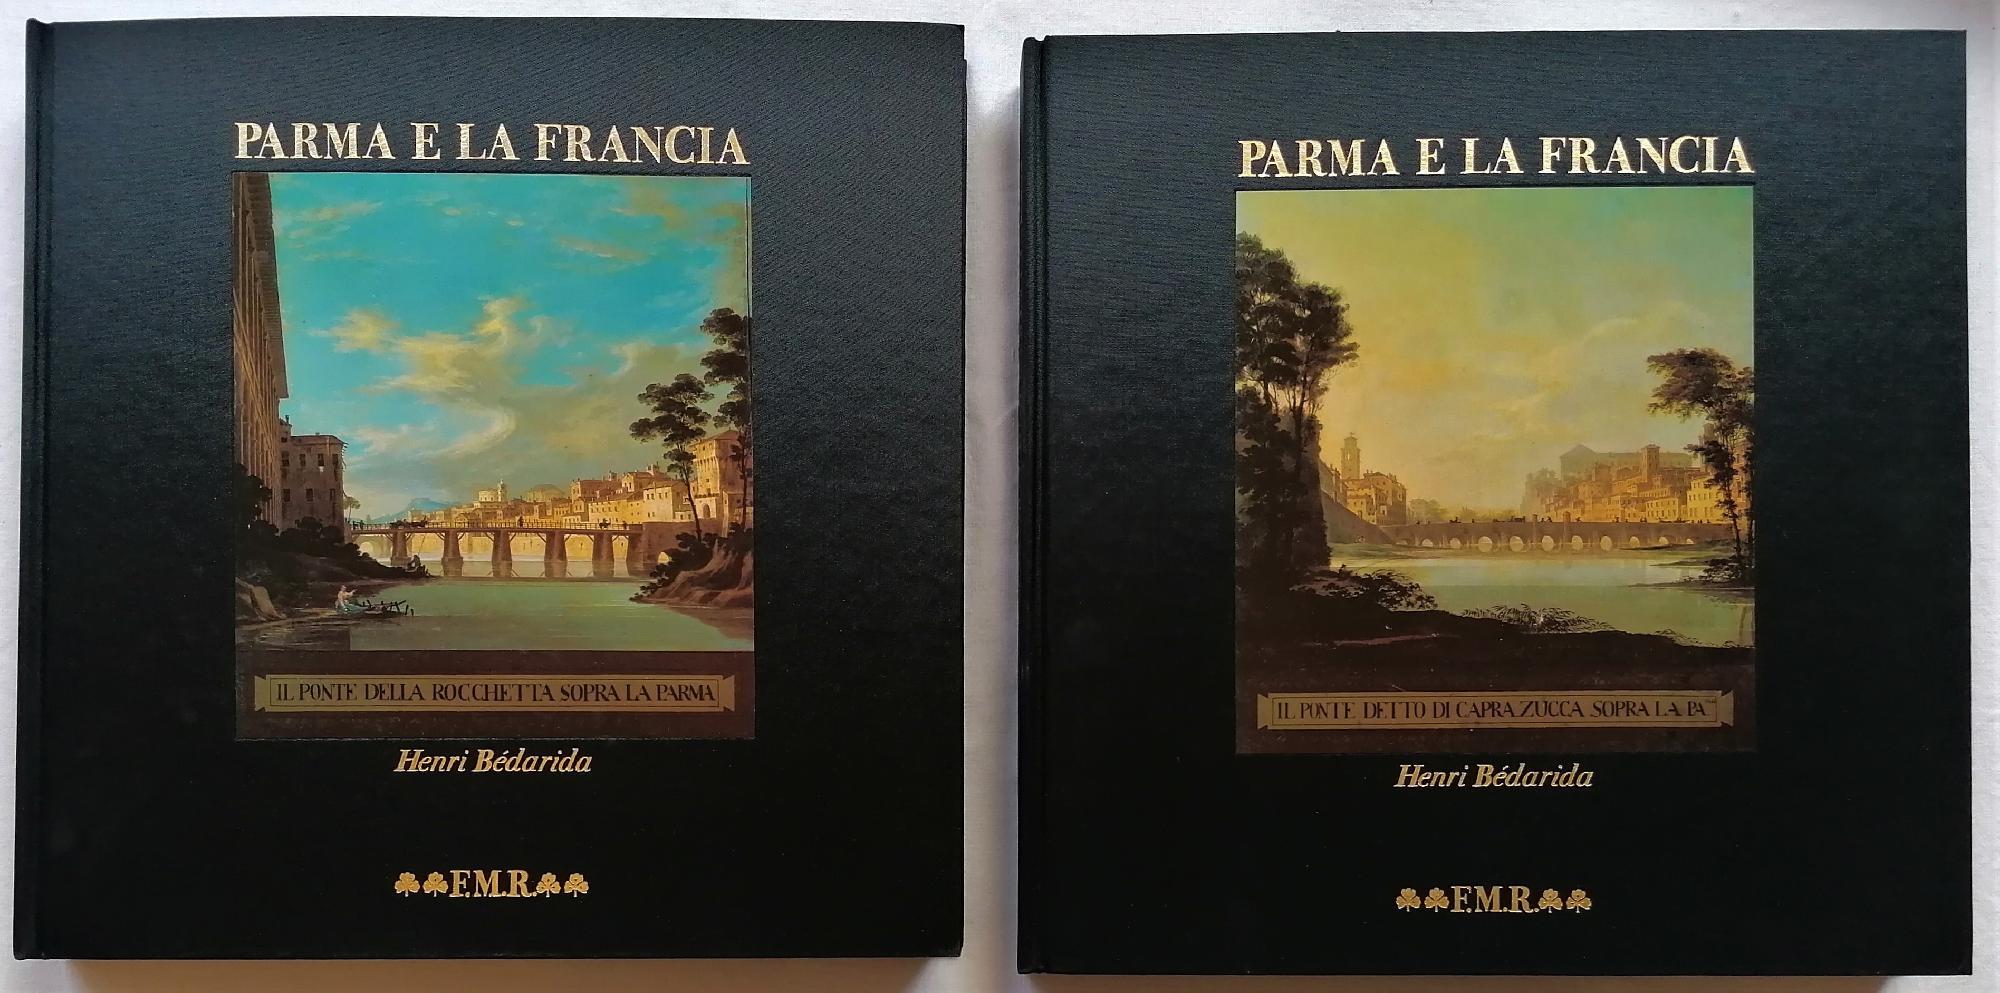 PARMA E LA FRANCIA
IL PONTE DELLA ROCCHETTA SOPRA LA PARMA
Henri Bédarida
F.M.R.
PARMA E LA FRANCIA
IL PONTE DETTO DI CAPRA ZUCCA SOPRA LA PA
Henri Bédarida
F.M.R.